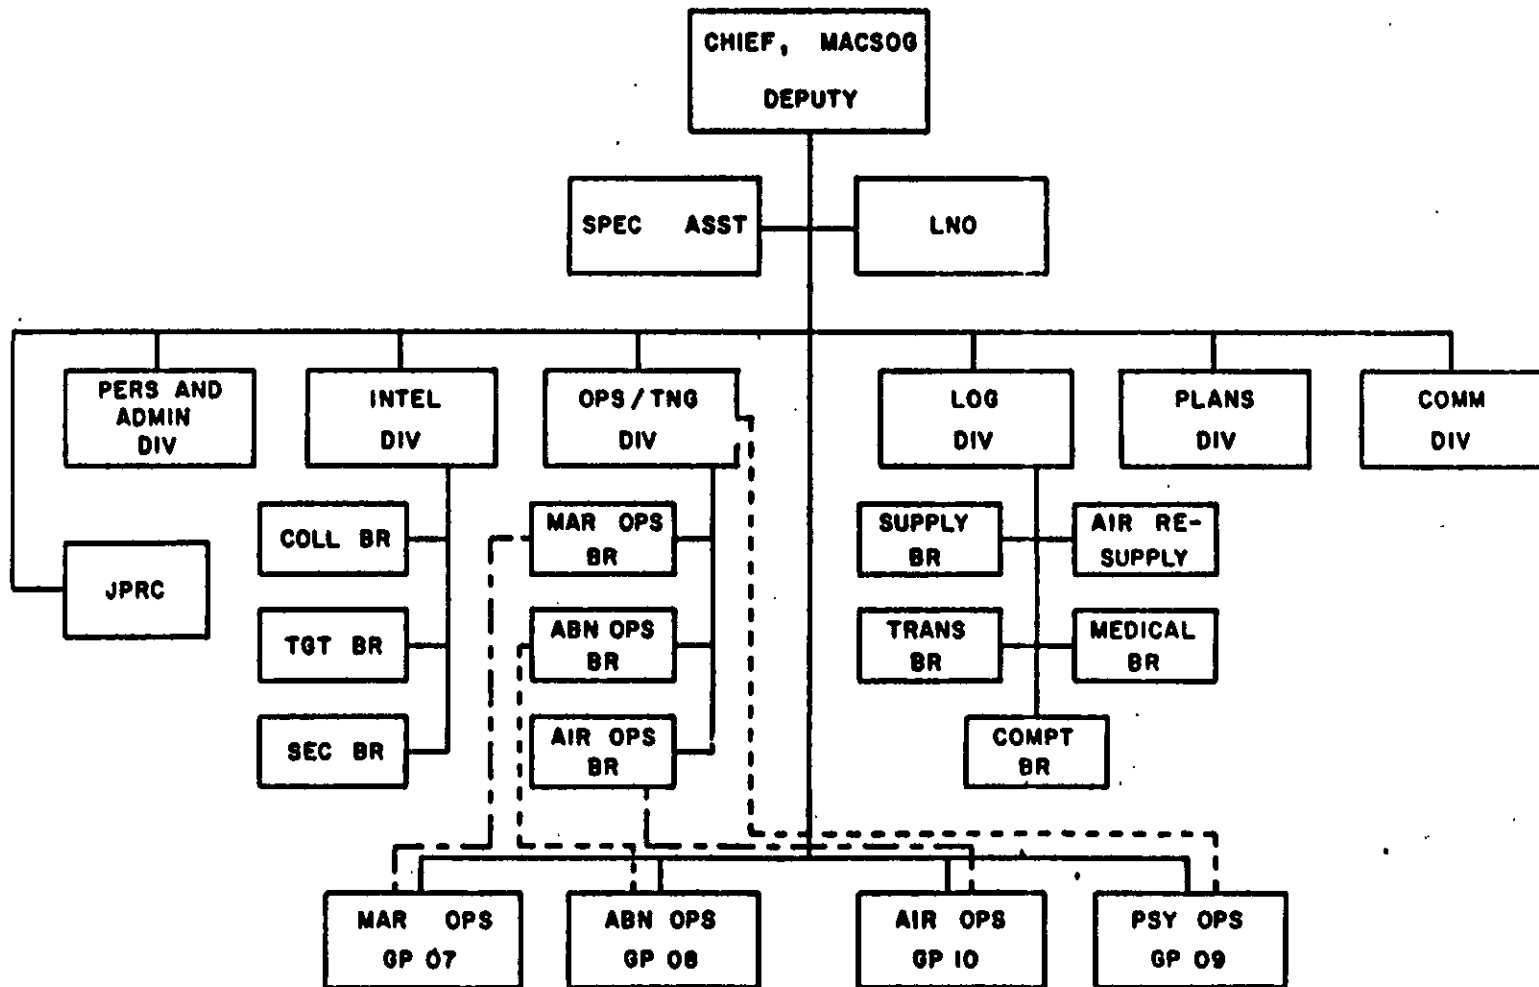 CHIEF, MACSOG
DEPUTY
SPEC ASST
LNO
PERS AND
ADMIN
DIV
INTEL
DIV
OPS/TNG
DIV
LOG
DIV
PLANS
DIV
COMM
DIV
JPRC
COLL BR
TGT BR
SEC BR
MAR OPS
BR
ABN OPS
BR
AIR OPS
BR
SUPPLY
BR
AIR RE-
SUPPLY
TRANS
BR
MEDICAL
BR
COMPT
BR
MAR OPS
GP 07
ABN OPS
GP 08
AIR OPS
GP 10
PSY OPS
GP 09